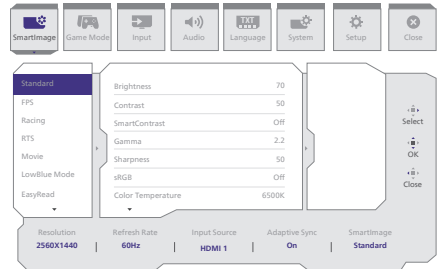 SmartImage
Game Mode
Input
Audio
TXT
Language
System
Setup
Close
Standard
FPS
Racing
RTS
Movie
LowBlue Mode
EasyRead
Brightness 70
Contrast 50
SmartContrast Off
Gamma 2.2
Sharpness 50
sRGB Off
Color Temperature 6500K
Select
OK
Close
Resolution Refresh Rate Input Source Adaptive Sync SmartImage
2560X1440 | 60Hz | HDMI 1 | On | Standard